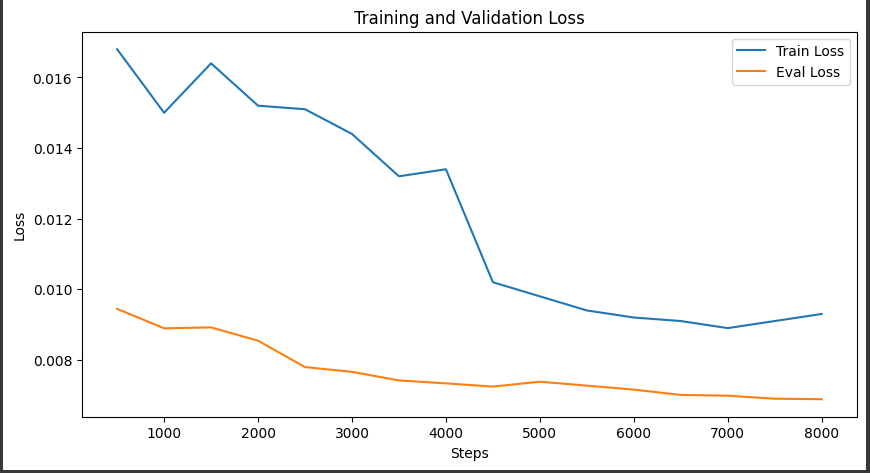 Training and Validation Loss
Train Loss
Eval Loss
0.016
0.014
0.012
0.010
0.008
Loss
1000 2000 3000 4000 5000 6000 7000 8000
Steps